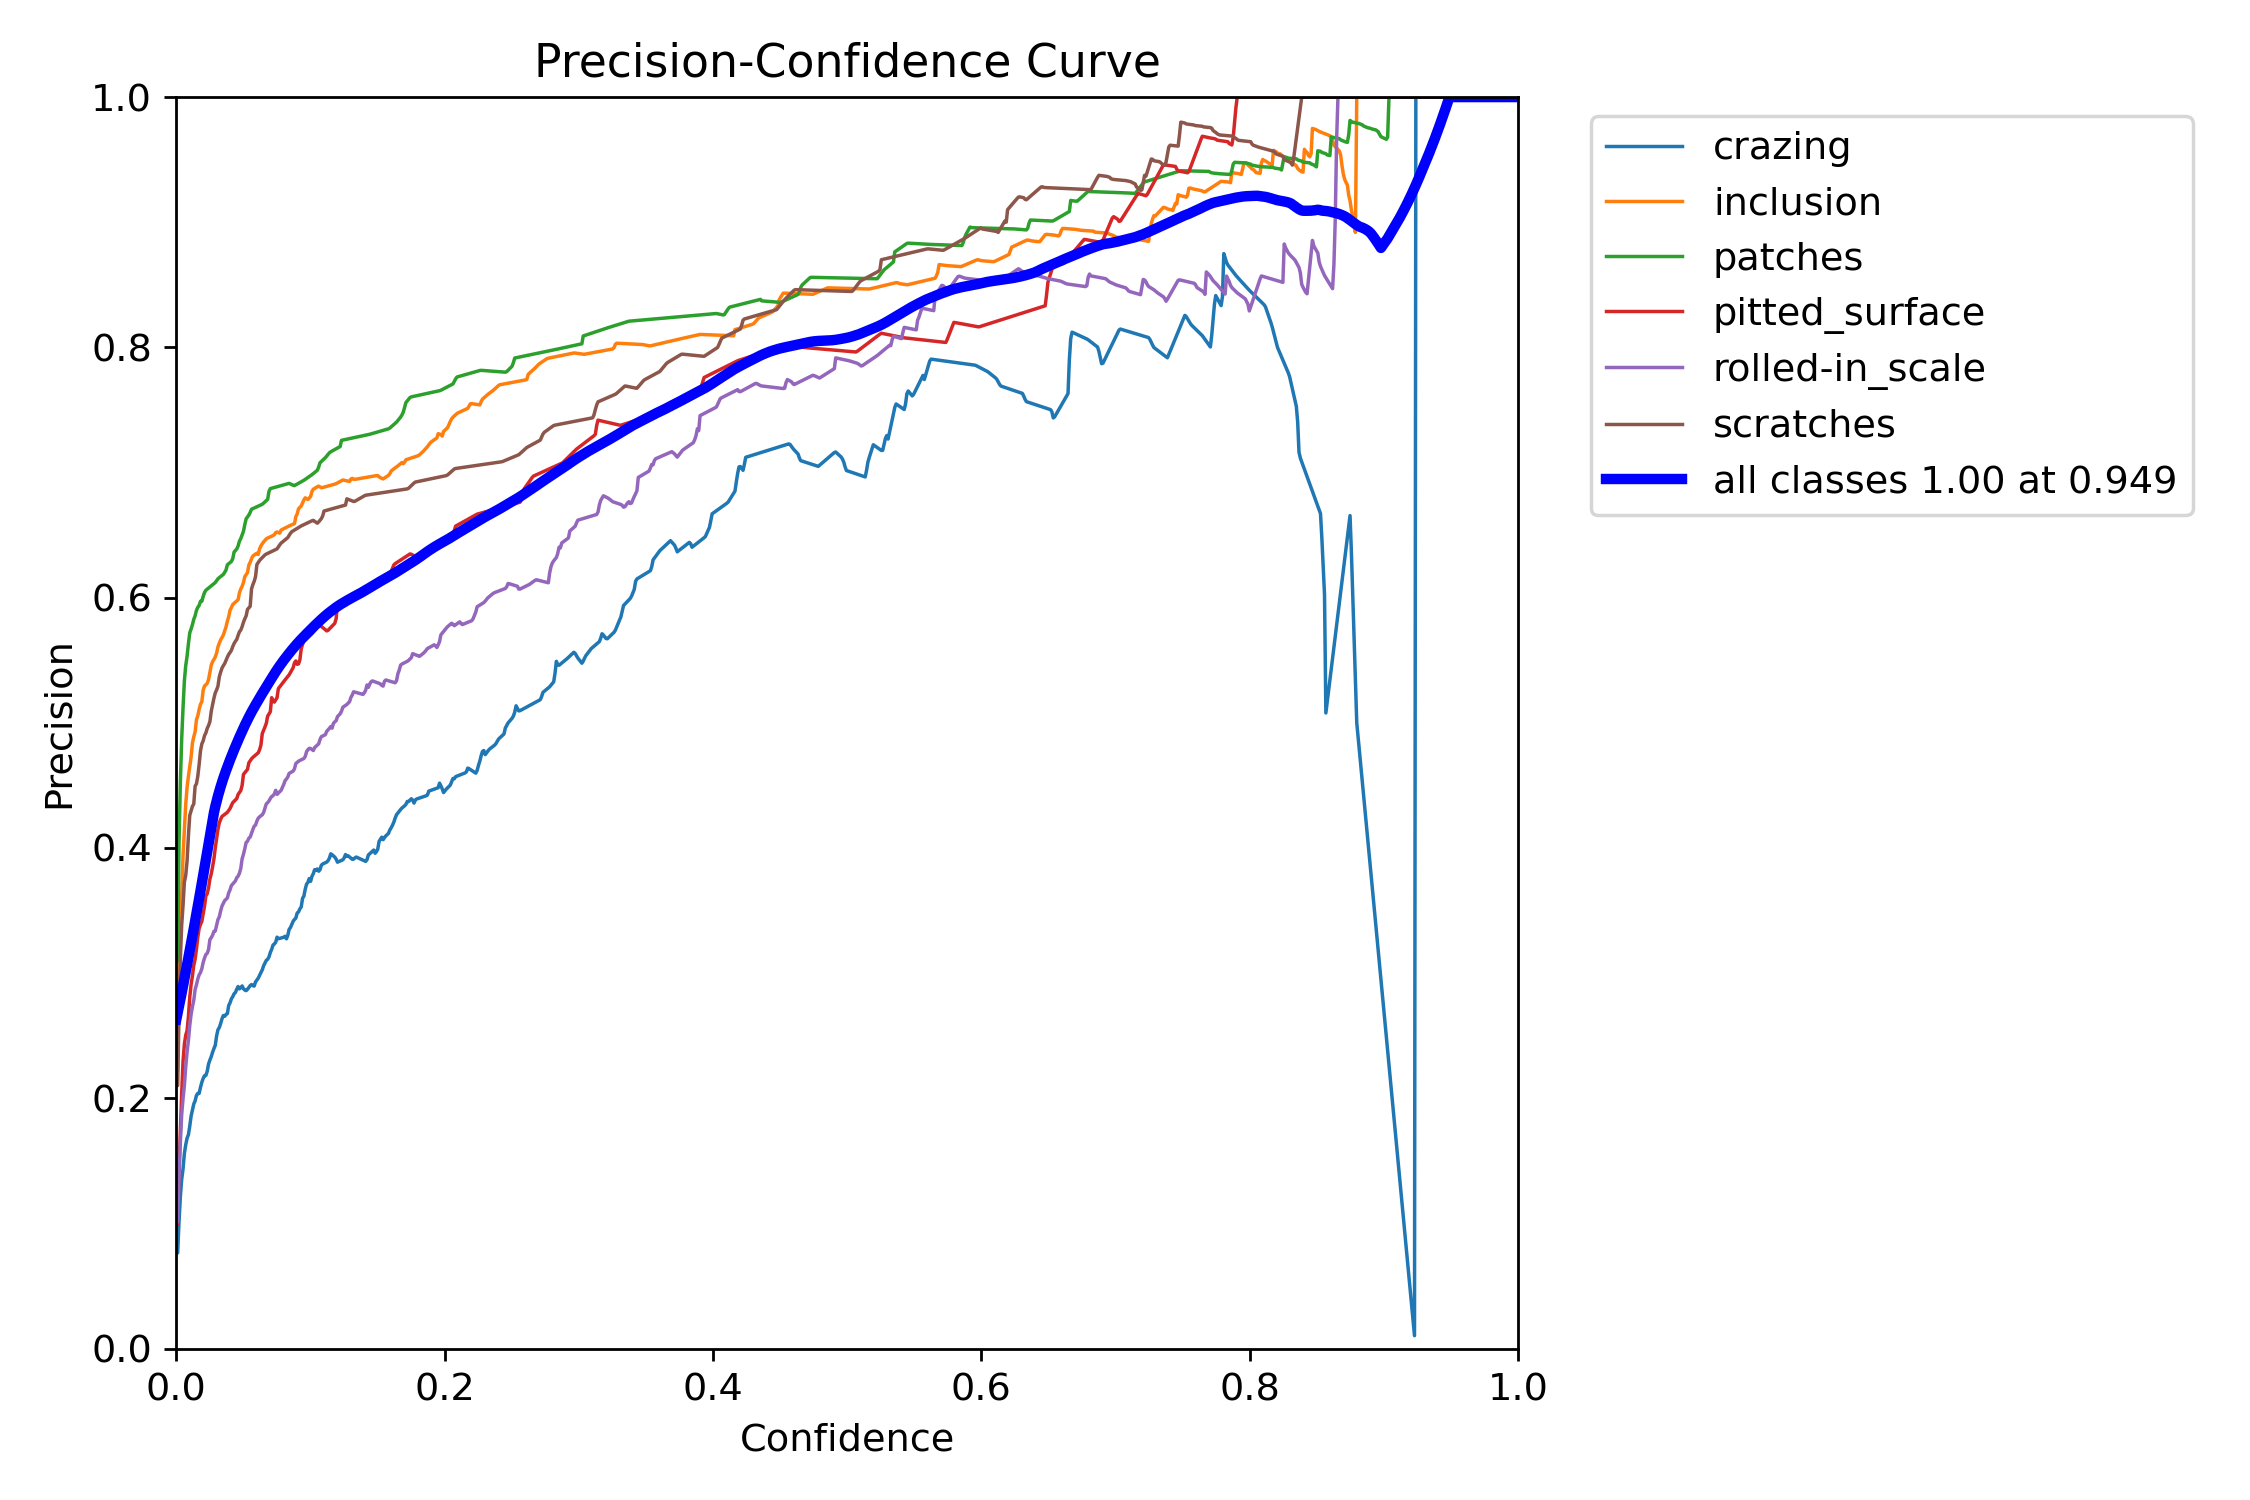 Precision-Confidence Curve
1.0
0.8
0.6
0.4
0.2
0.0
Precision
0.0 0.2 0.4 0.6 0.8 1.0
Confidence
crazing
inclusion
patches
pitted_surface
rolled-in_scale
scratches
all classes 1.00 at 0.949